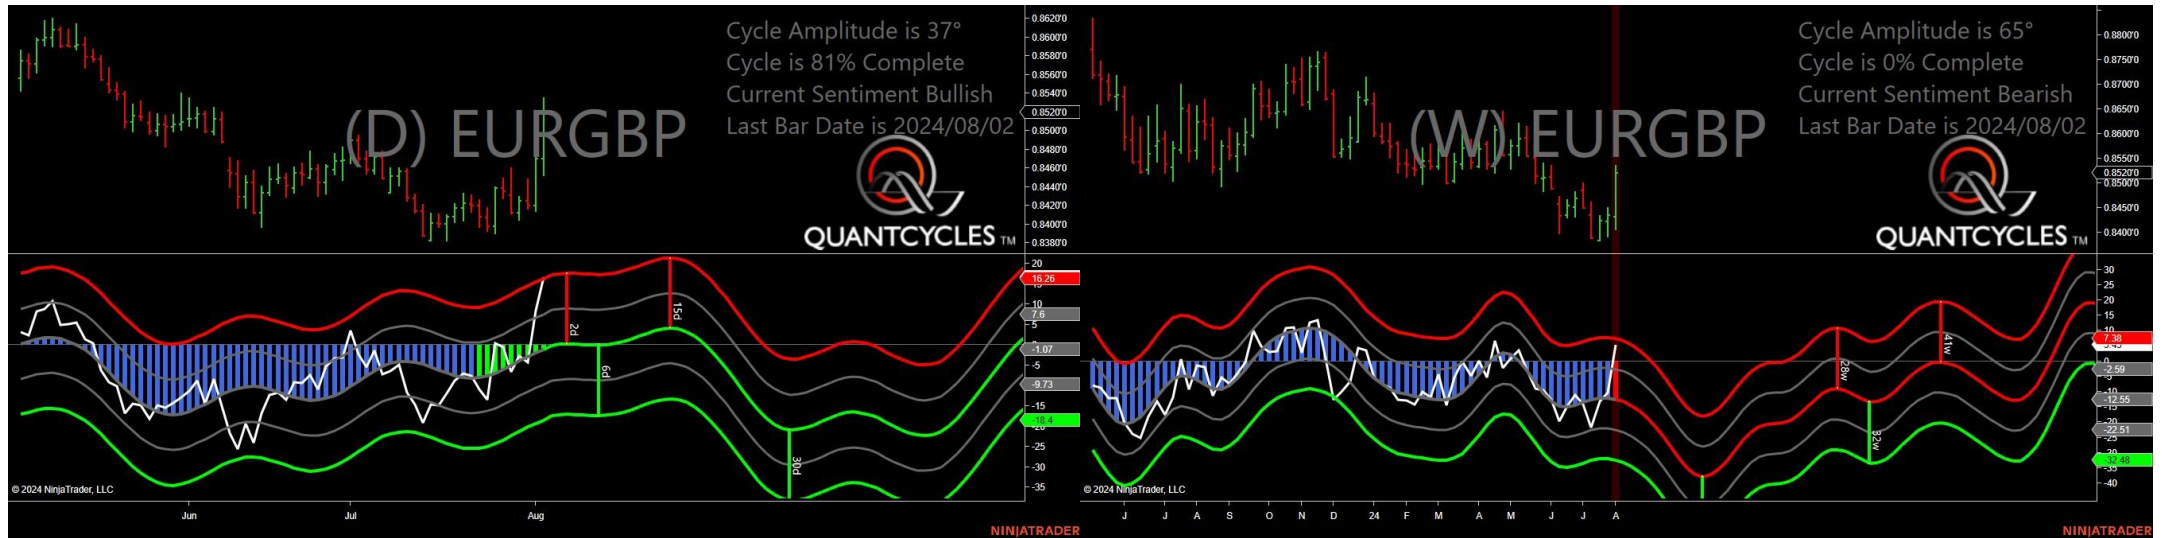 Cycle Amplitude is 37°
Cycle is 81% Complete
Current Sentiment Bullish
Last Bar Date is 2024/08/02
(D) EURGBP
QUANTCYCLES TM
0.8620'0
0.8600'0
0.8580'0
0.8560'0
0.8540'0
0.8520'0
0.8500'0
0.8460'0
0.8440'0
0.8420'0
0.8400'0
0.8380'0
20
16.26
10
7.6
5
-1.07
-5
-9.73
-15
-18.4
-25
-30
-35
2d
6d
15d
30d
© 2024 NinjaTrader, LLC
Jun Jul Aug
NINJATRADER
Cycle Amplitude is 65°
Cycle is 0% Complete
Current Sentiment Bearish
Last Bar Date is 2024/08/02
(W) EURGBP
QUANTCYCLES TM
0.8800'0
0.8750'0
0.8700'0
0.8650'0
0.8600'0
0.8550'0
0.8520'0
0.8500'0
0.8450'0
0.8400'0
30
25
20
15
10
7.38
0
-2.59
-5
-12.55
-15
-22.51
-25
-32.48
-35
-40
28w
32w
41w
© 2024 NinjaTrader, LLC
J J A S O N D 24 F M A M J J A
NINJATRADER